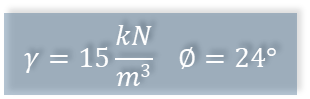 γ = 15 kN/m³ Ø = 24°